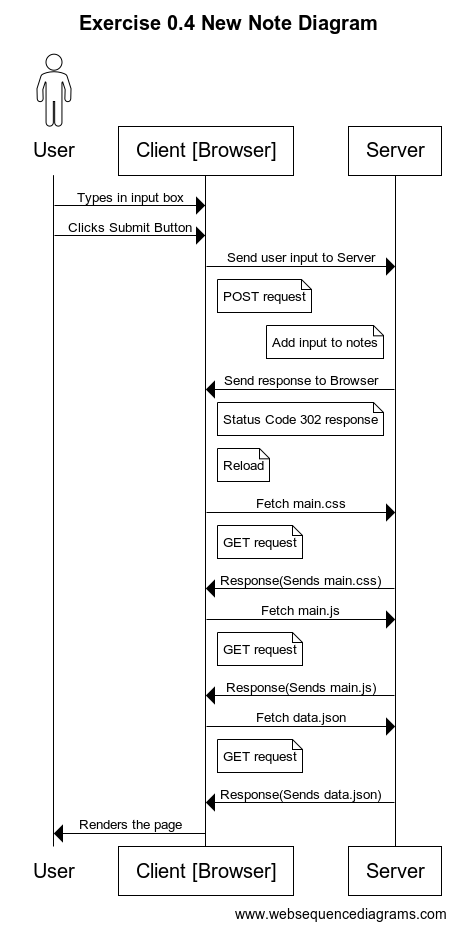 Exercise 0.4 New Note Diagram
User
Client [Browser]
Server
Types in input box
Clicks Submit Button
Send user input to Server
POST request
Add input to notes
Send response to Browser
Status Code 302 response
Reload
Fetch main.css
GET request
Response(Sends main.css)
Fetch main.js
GET request
Response(Sends main.js)
Fetch data.json
GET request
Response(Sends data.json)
Renders the page
User
Client [Browser]
Server
www.websequencediagrams.com